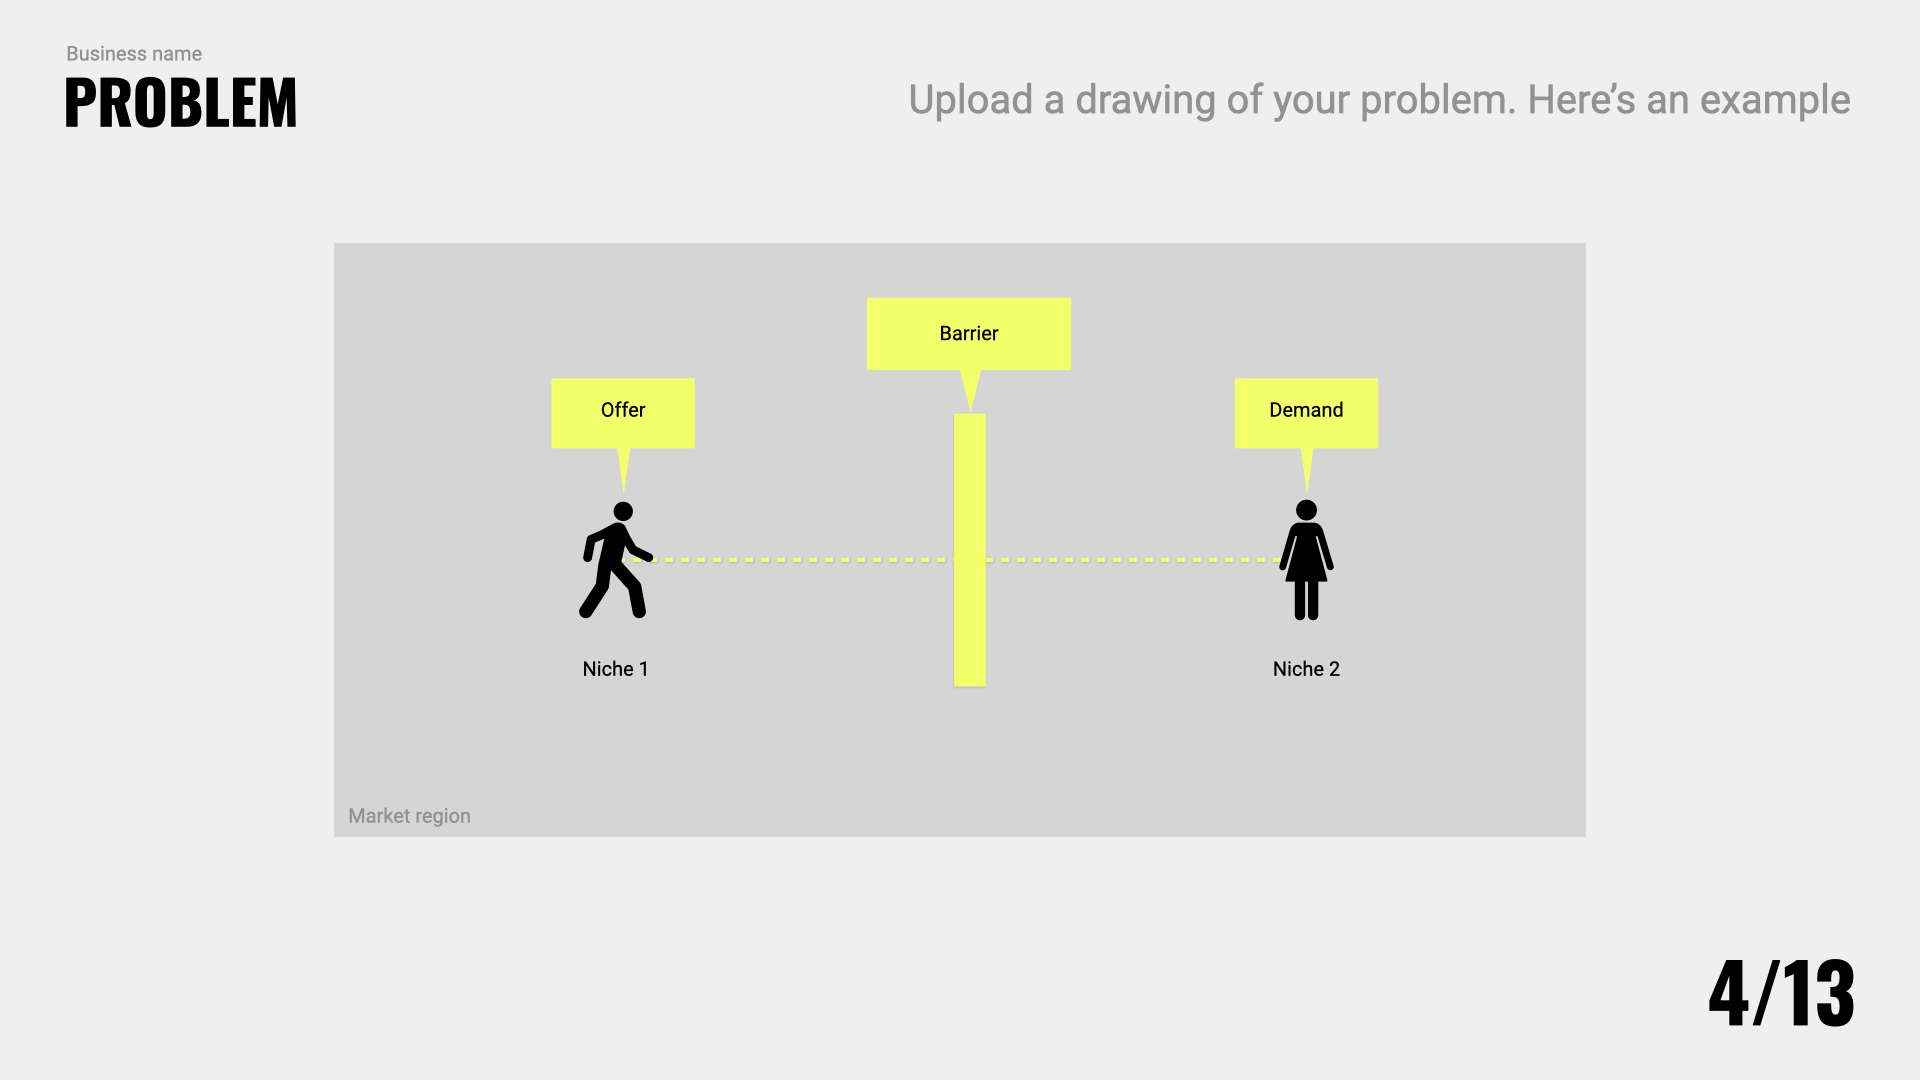 Business name
PROBLEM
Upload a drawing of your problem. Here’s an example
Barrier
Offer
Demand
Niche 1
Niche 2
Market region
4/13